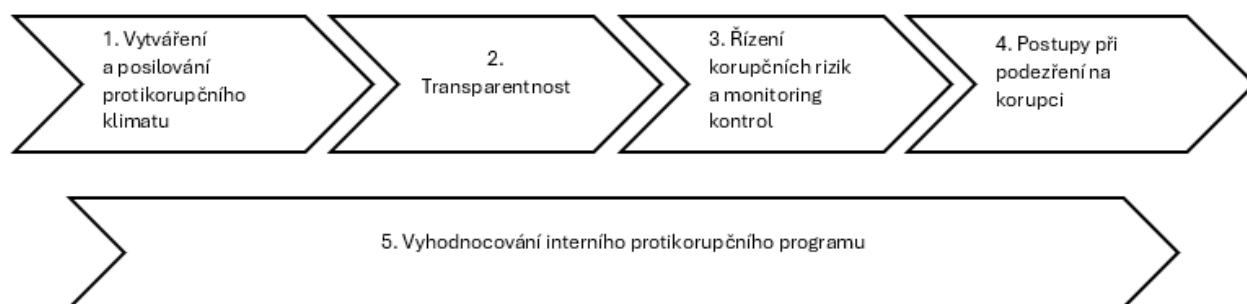 1. Vytváření
a posilování
protikorupčního
klimatu
2.
Transparentnost
3. Řízení
korupčních rizik
a monitoring
kontrol
4. Postupy při
podezření na
korupci
5. Vyhodnocování interního protikorupčního programu